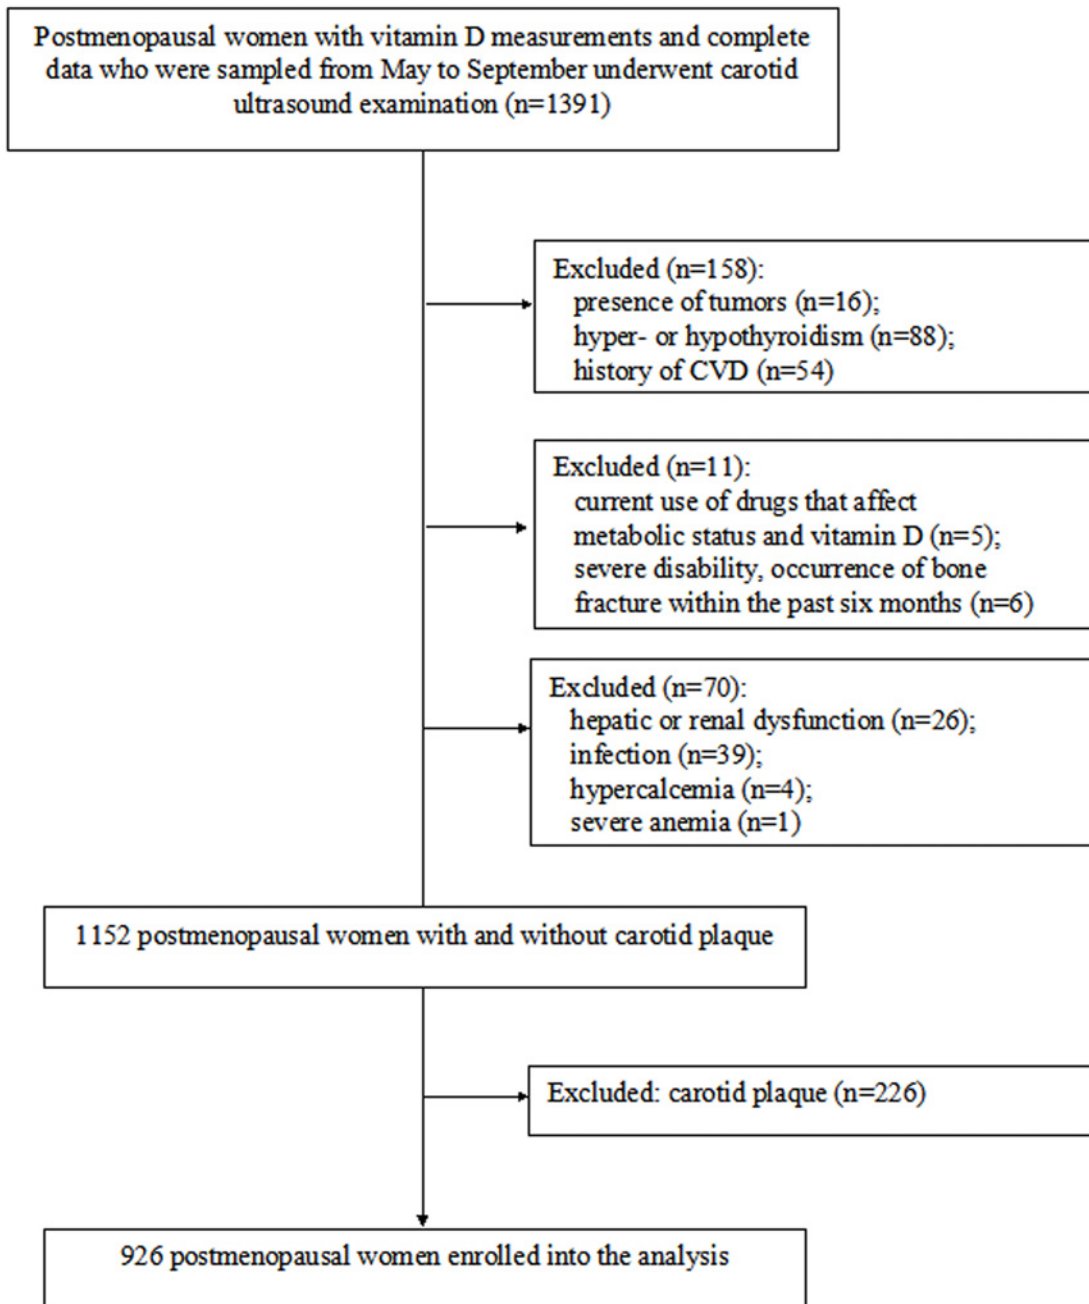 Postmenopausal women with vitamin D measurements and complete
data who were sampled from May to September underwent carotid
ultrasound examination (n=1391)
Excluded (n=158):
presence of tumors (n=16);
hyper- or hypothyroidism (n=88);
history of CVD (n=54)
Excluded (n=11):
current use of drugs that affect
metabolic status and vitamin D (n=5);
severe disability, occurrence of bone
fracture within the past six months (n=6)
Excluded (n=70):
hepatic or renal dysfunction (n=26);
infection (n=39);
hypercalcemia (n=4);
severe anemia (n=1)
1152 postmenopausal women with and without carotid plaque
Excluded: carotid plaque (n=226)
926 postmenopausal women enrolled into the analysis